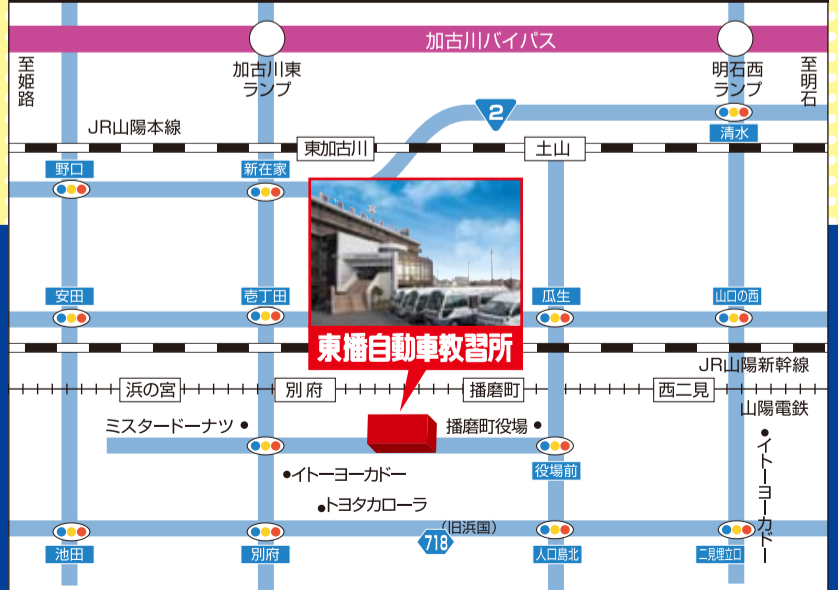 加古川バイパス
至姫路
加古川東
ランプ
明石西
ランプ
至明石
2
清水
JR山陽本線
東加古川
土山
野口
新在家
安田
壱丁田
瓜生
山口の西
東播自動車教習所
JR山陽新幹線
浜の宮
別府
播磨町
西二見
山陽電鉄
ミスタードーナツ
播磨町役場
イトーヨーカドー
役場前
イトーヨーカドー
トヨタカローラ
(旧浜国)
718
池田
別府
人口島北
二見埋立口